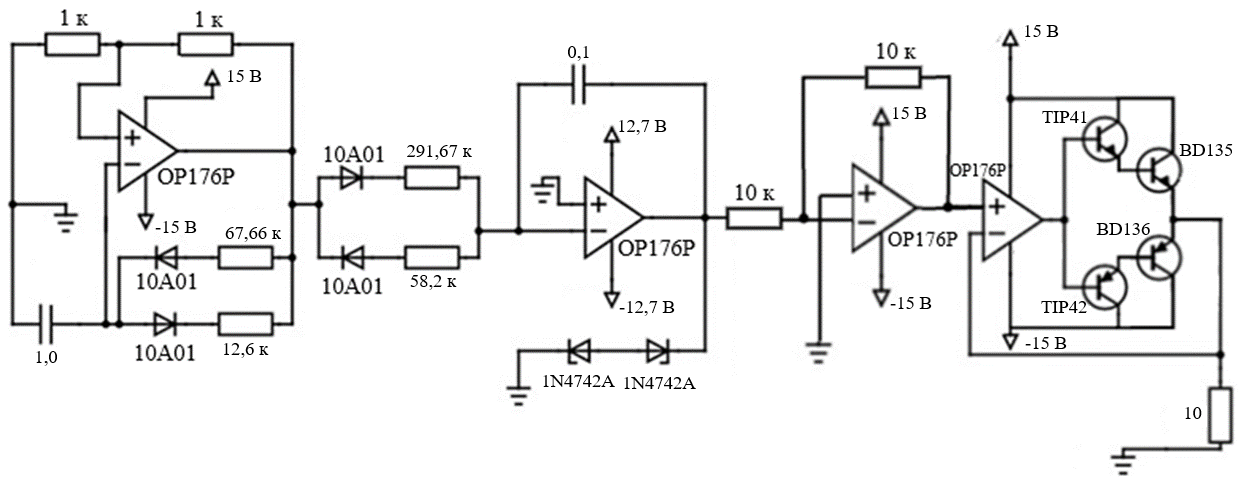 1 к
1 к
15 В
+
−
OP176P
-15 В
67,66 к
10A01
10A01
12,6 к
1,0
10A01
291,67 к
10A01
58,2 к
0,1
12,7 В
+
−
OP176P
-12,7 В
1N4742A
1N4742A
10 к
10 к
15 В
+
−
OP176P
-15 В
15 В
OP176P
+
−
-15 В
TIP41
BD135
BD136
TIP42
10